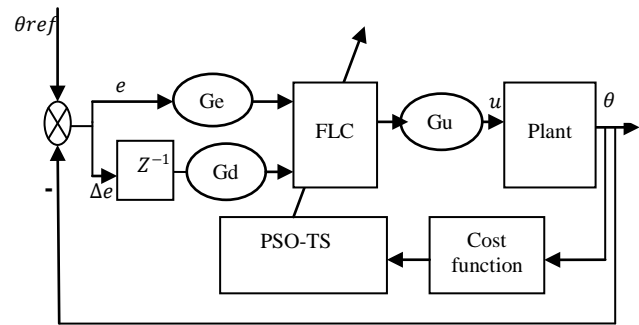 θref
e
Ge
FLC
Gu
u
Plant
θ
Δe
Z⁻¹
Gd
-
PSO-TS
Cost
function